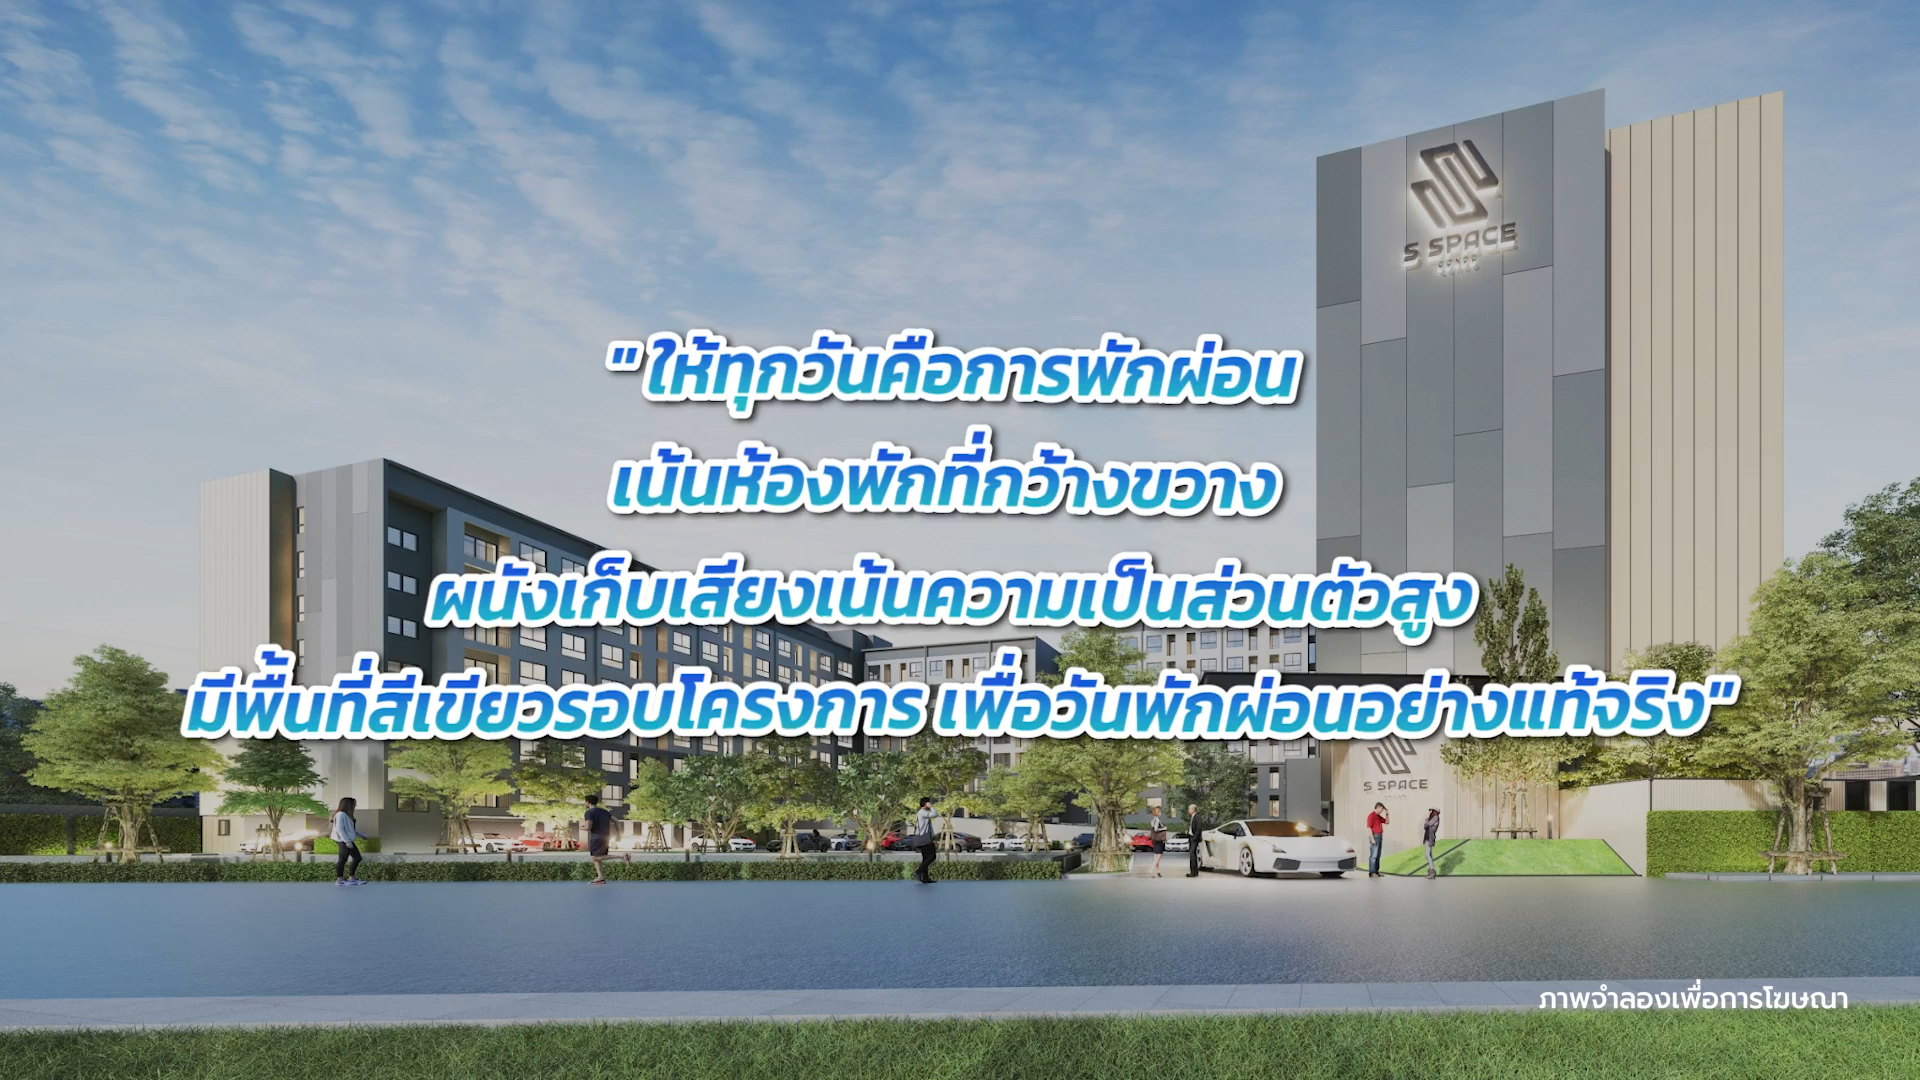 S SPACE
CONDO
" ให้ทุกวันคือการพักผ่อน
เน้นห้องพักที่กว้างขวาง
ผนังเก็บเสียงเน้นความเป็นส่วนตัวสูง
มีพื้นที่สีเขียวรอบโครงการ เพื่อวันพักผ่อนอย่างแท้จริง"
S SPACE
ภาพจำลองเพื่อการโฆษณา